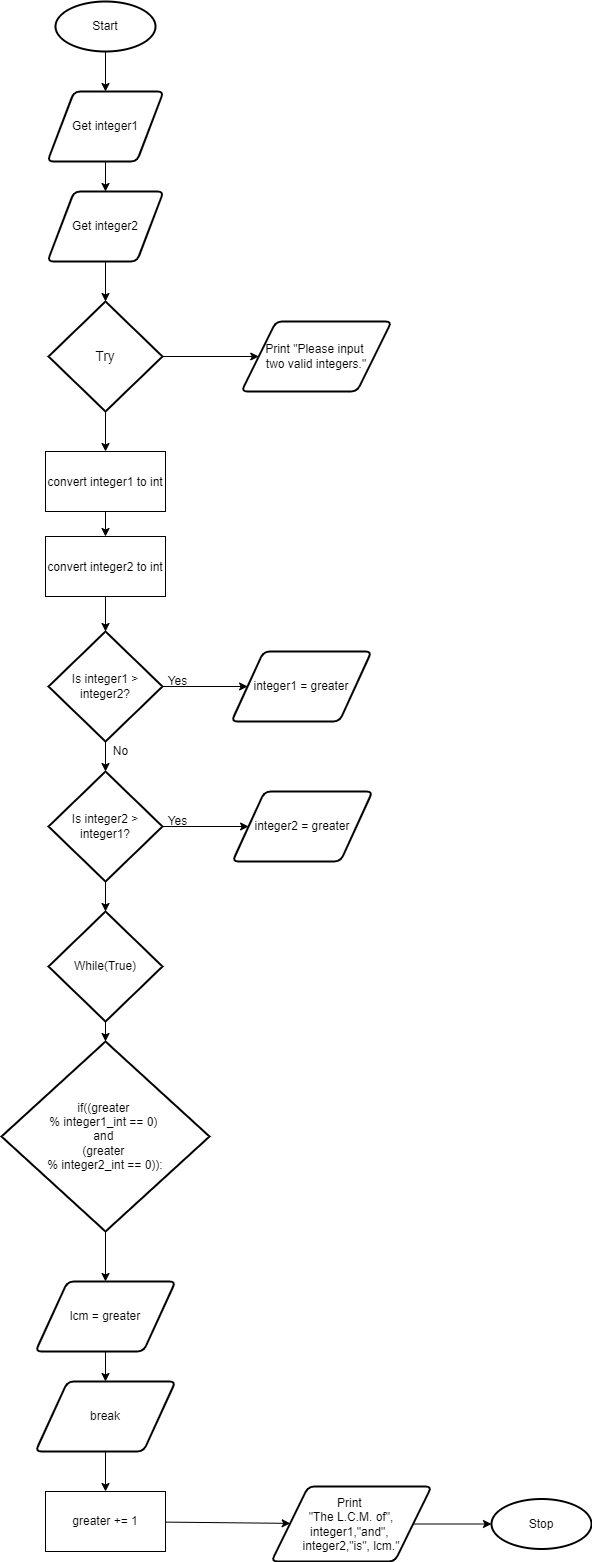 Start
Get integer1
Get integer2
Try
Print "Please input
two valid integers."
convert integer1 to int
convert integer2 to int
Is integer1 >
integer2?
Yes
integer1 = greater
No
Is integer2 >
integer1?
Yes
integer2 = greater
While(True)
if((greater
% integer1_int == 0)
and
(greater
% integer2_int == 0)):
lcm = greater
break
greater += 1
Print
"The L.C.M. of",
integer1,"and",
integer2,"is", lcm."
Stop